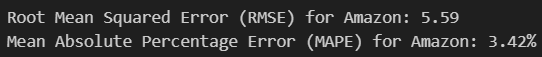 Root Mean Squared Error (RMSE) for Amazon: 5.59
Mean Absolute Percentage Error (MAPE) for Amazon: 3.42%